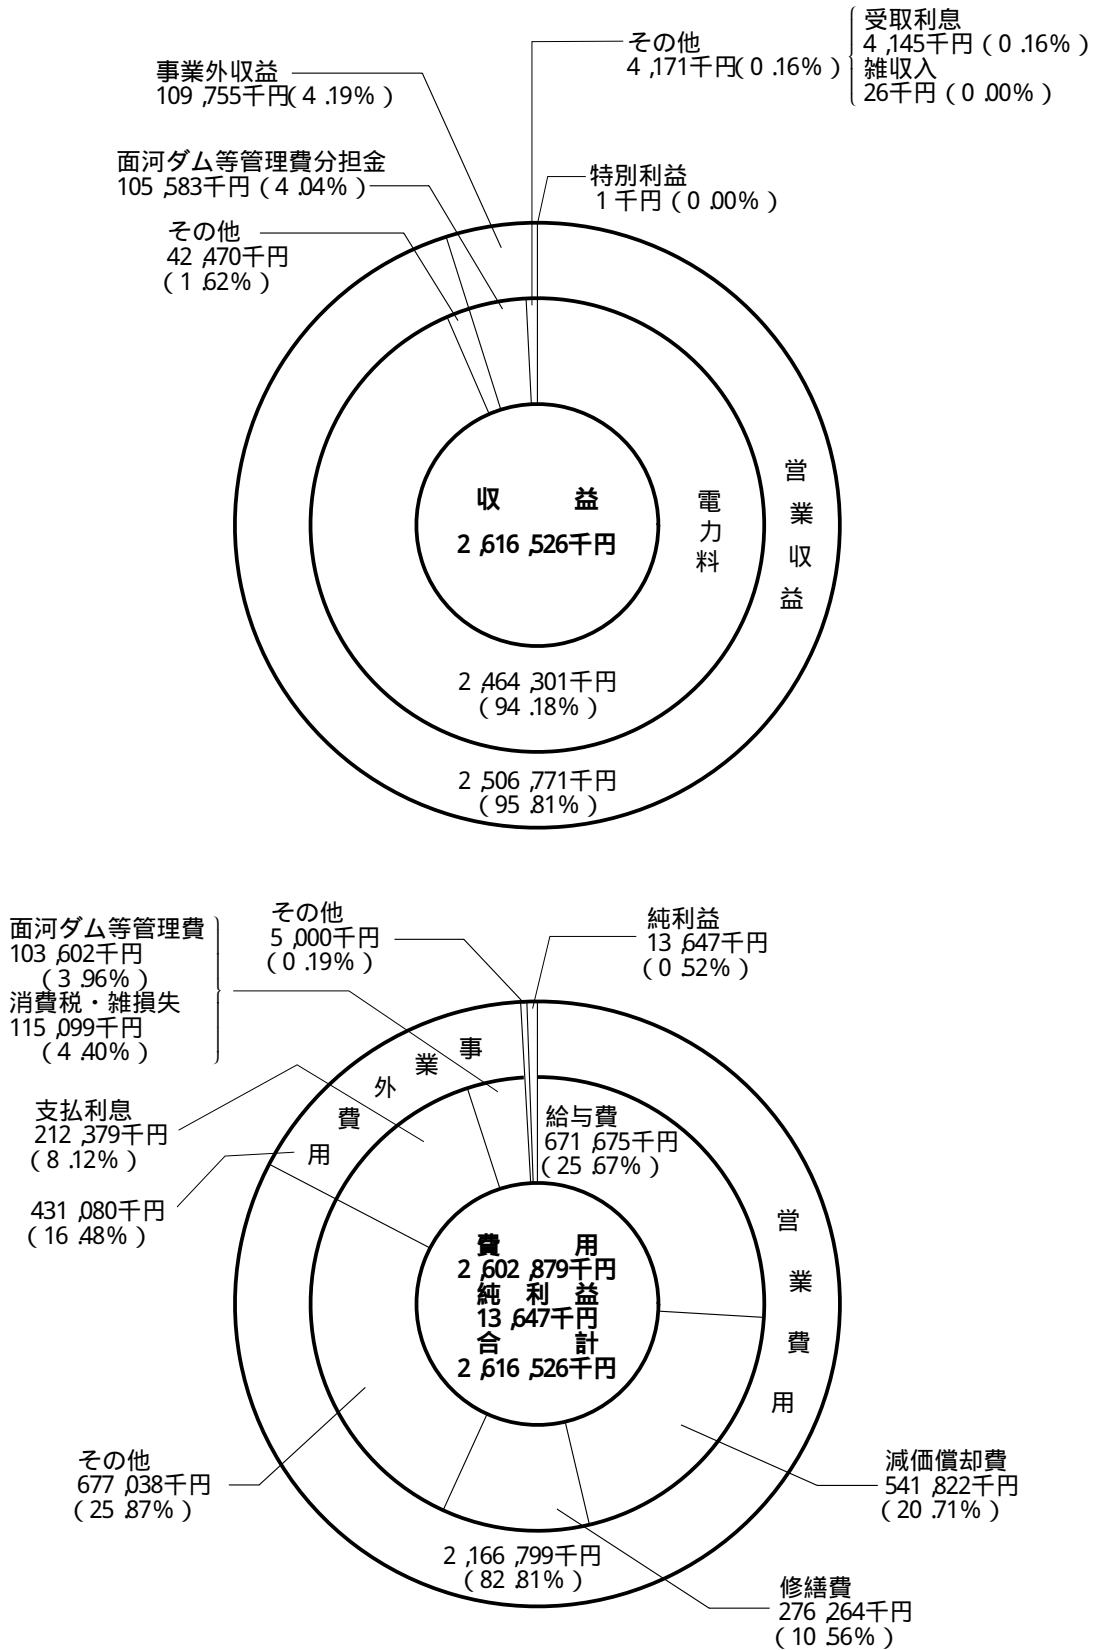 受取利息
4,145千円(0.16%)
雑収入
26千円(0.00%)
その他
4,171千円(0.16%)
事業外収益
109,755千円(4.19%)
面河ダム等管理費分担金
105,583千円(4.04%)
特別利益
1千円(0.00%)
その他
42,470千円
(1.62%)
収益
2,616,526千円
電力料
営業収益
2,464,301千円
(94.18%)
2,506,771千円
(95.81%)
面河ダム等管理費
103,602千円
(3.96%)
消費税・雑損失
115,099千円
(4.40%)
その他
5,000千円
(0.19%)
純利益
13,647千円
(0.52%)
事業外費用
支払利息
212,379千円
(8.12%)
431,080千円
(16.48%)
給与費
671,675千円
(25.67%)
費用
2,602,879千円
純利益
13,647千円
合計
2,616,526千円
営業費用
その他
677,038千円
(25.87%)
減価償却費
541,822千円
(20.71%)
2,166,799千円
(82.81%)
修繕費
276,264千円
(10.56%)